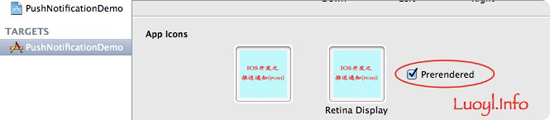 PushNotificationDemo
TARGETS
PushNotificationDemo
App Icons
IOS开发之
推送通知(PUSH)
IOS开发之
推送通知(PUSH)
Prerendered
Retina Display
Luoyl.Info